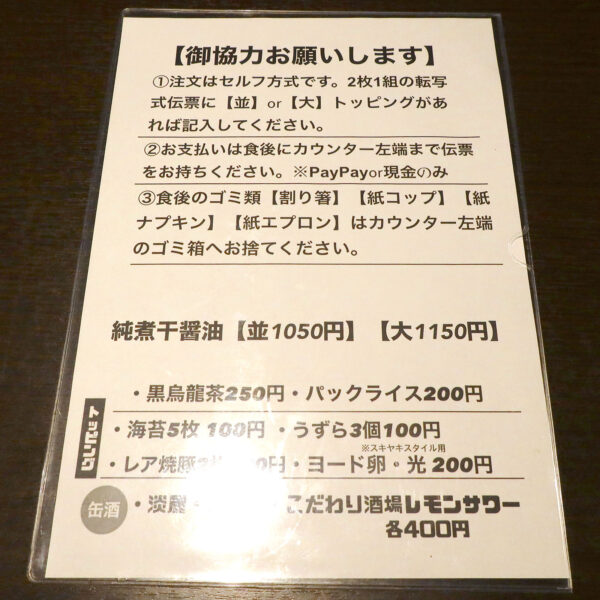 【御協力お願いします】
①注文はセルフ方式です。2枚1組の転写
式伝票に【並】or【大】トッピングがあ
れば記入してください。
②お支払いは食後にカウンター左端まで伝票
をお持ちください。※PayPayor現金のみ
③食後のゴミ類【割り箸】【紙コップ】【紙
ナプキン】【紙エプロン】はカウンター左端
のゴミ箱へお捨てください。
純煮干醤油【並1050円】【大1150円】
・黒烏龍茶250円・パックライス200円
トッピング
・海苔5枚 100円 ・うずら3個100円
※スキヤキスタイル用
・レア焼豚 円・ヨード卵・光 200円
缶酒
・淡麗 こだわり酒場レモンサワー
各400円